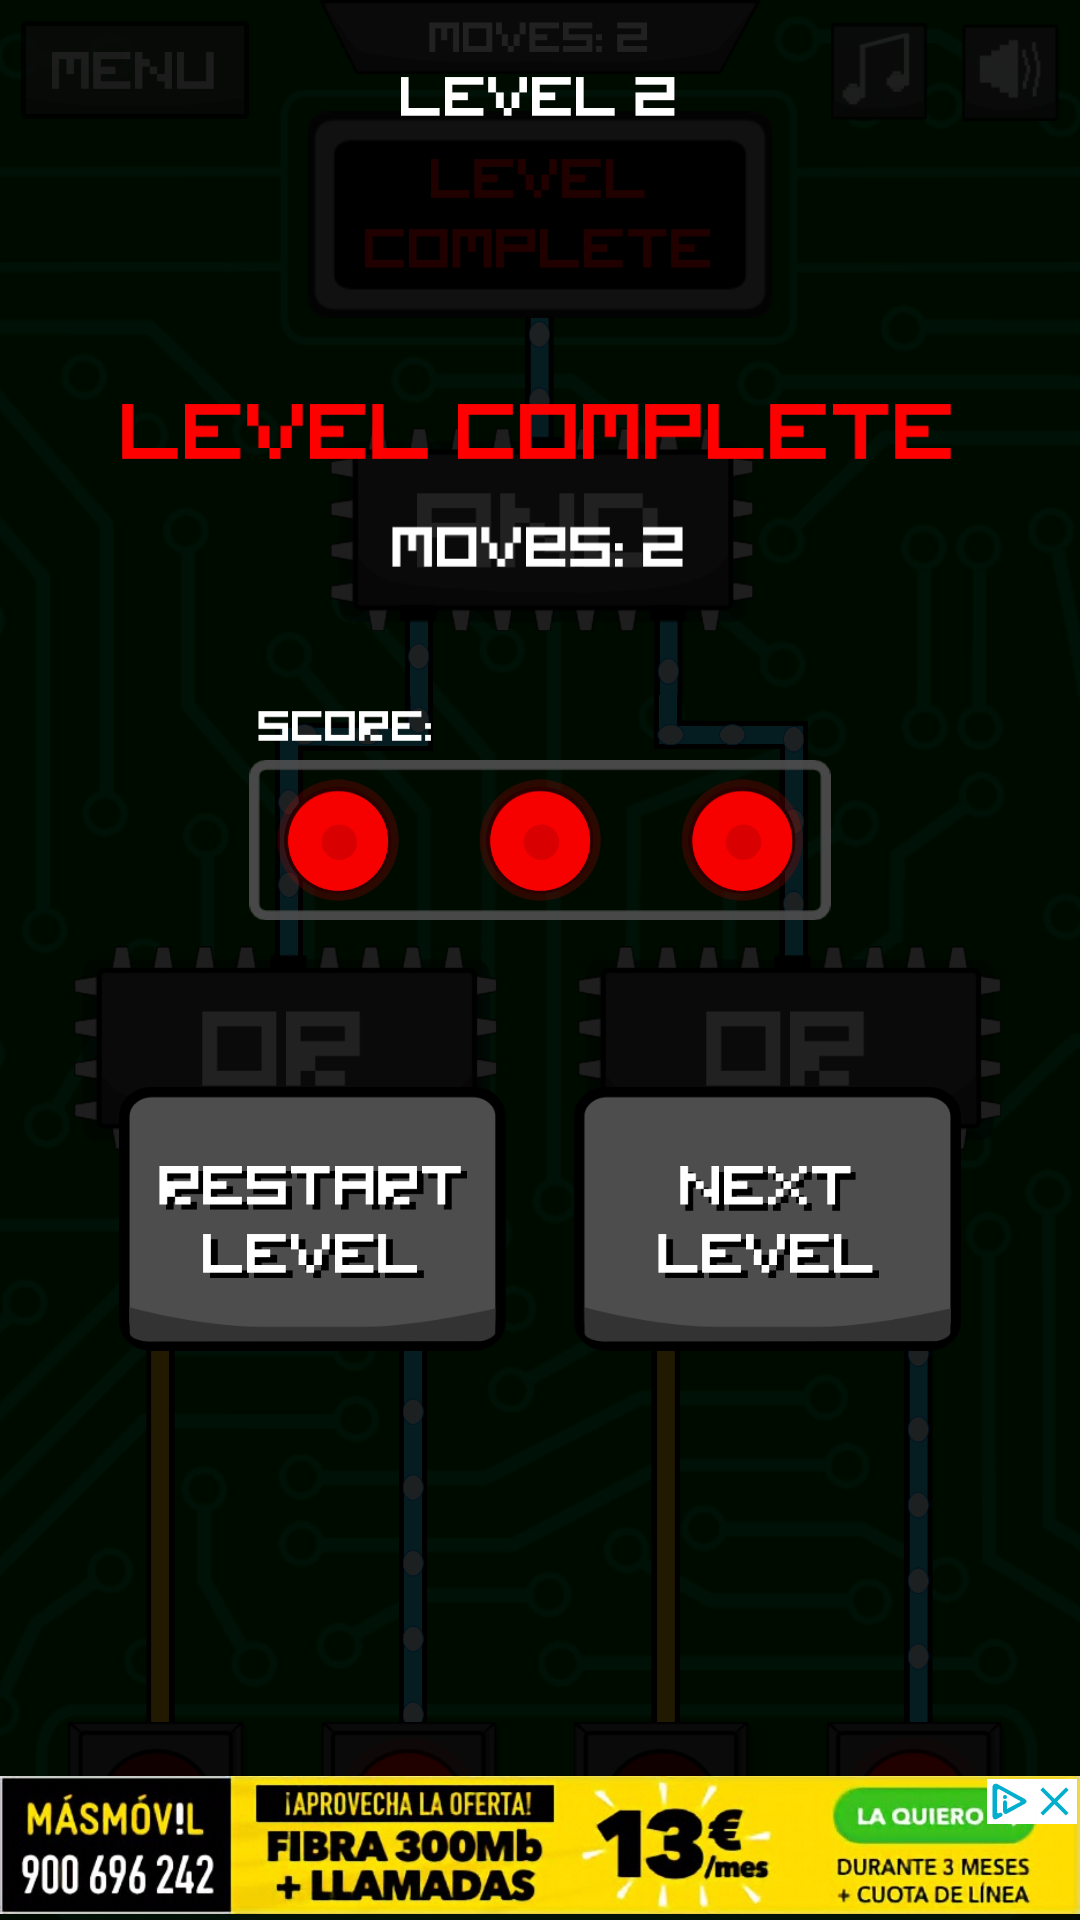 MOVES: 2
MENU
LEVEL 2
LEVEL
COMPLETE
LEVEL COMPLETE
AND
MOVES: 2
SCORE:
OR OR
RESTART
LEVEL
NEXT
LEVEL
MÁSMÓV!L
900 696 242
¡APROVECHA LA OFERTA!
FIBRA 300Mb
+ LLAMADAS
13€
/mes
LA QUIERO
DURANTE 3 MESES
+ CUOTA DE LÍNEA